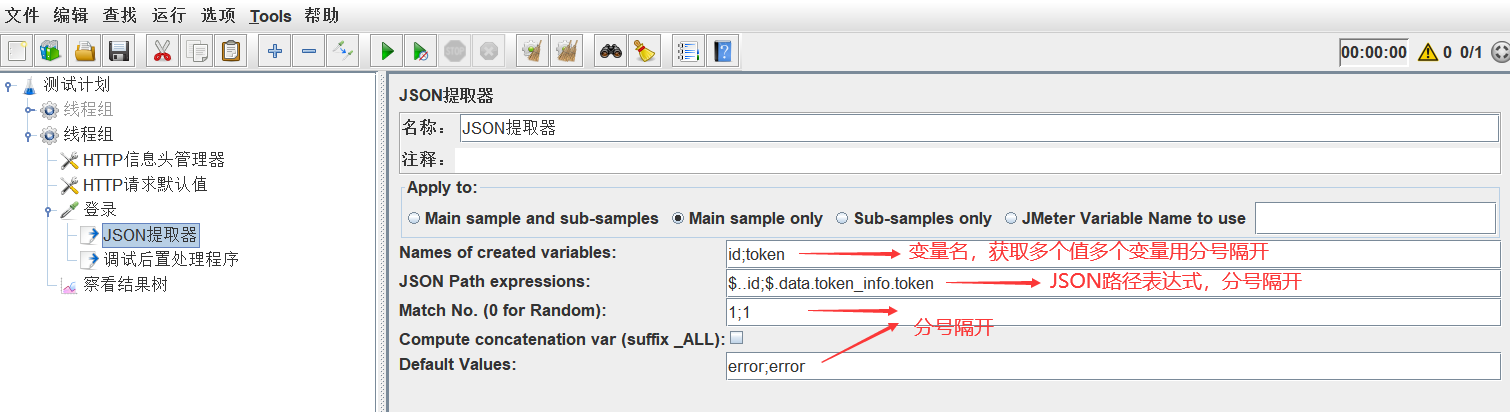 文件 编辑 查找 运行 选项 Tools 帮助
00:00:00 0 0/1
测试计划
线程组
线程组
HTTP信息头管理器
HTTP请求默认值
登录
JSON提取器
调试后置处理程序
察看结果树
JSON提取器
名称： JSON提取器
注释：
Apply to:
Main sample and sub-samples Main sample only Sub-samples only JMeter Variable Name to use
Names of created variables: id;token 变量名，获取多个值多个变量用分号隔开
JSON Path expressions: $..id;$.data.token_info.token JSON路径表达式，分号隔开
Match No. (0 for Random): 1;1
分号隔开
Compute concatenation var (suffix _ALL):
Default Values: error;error